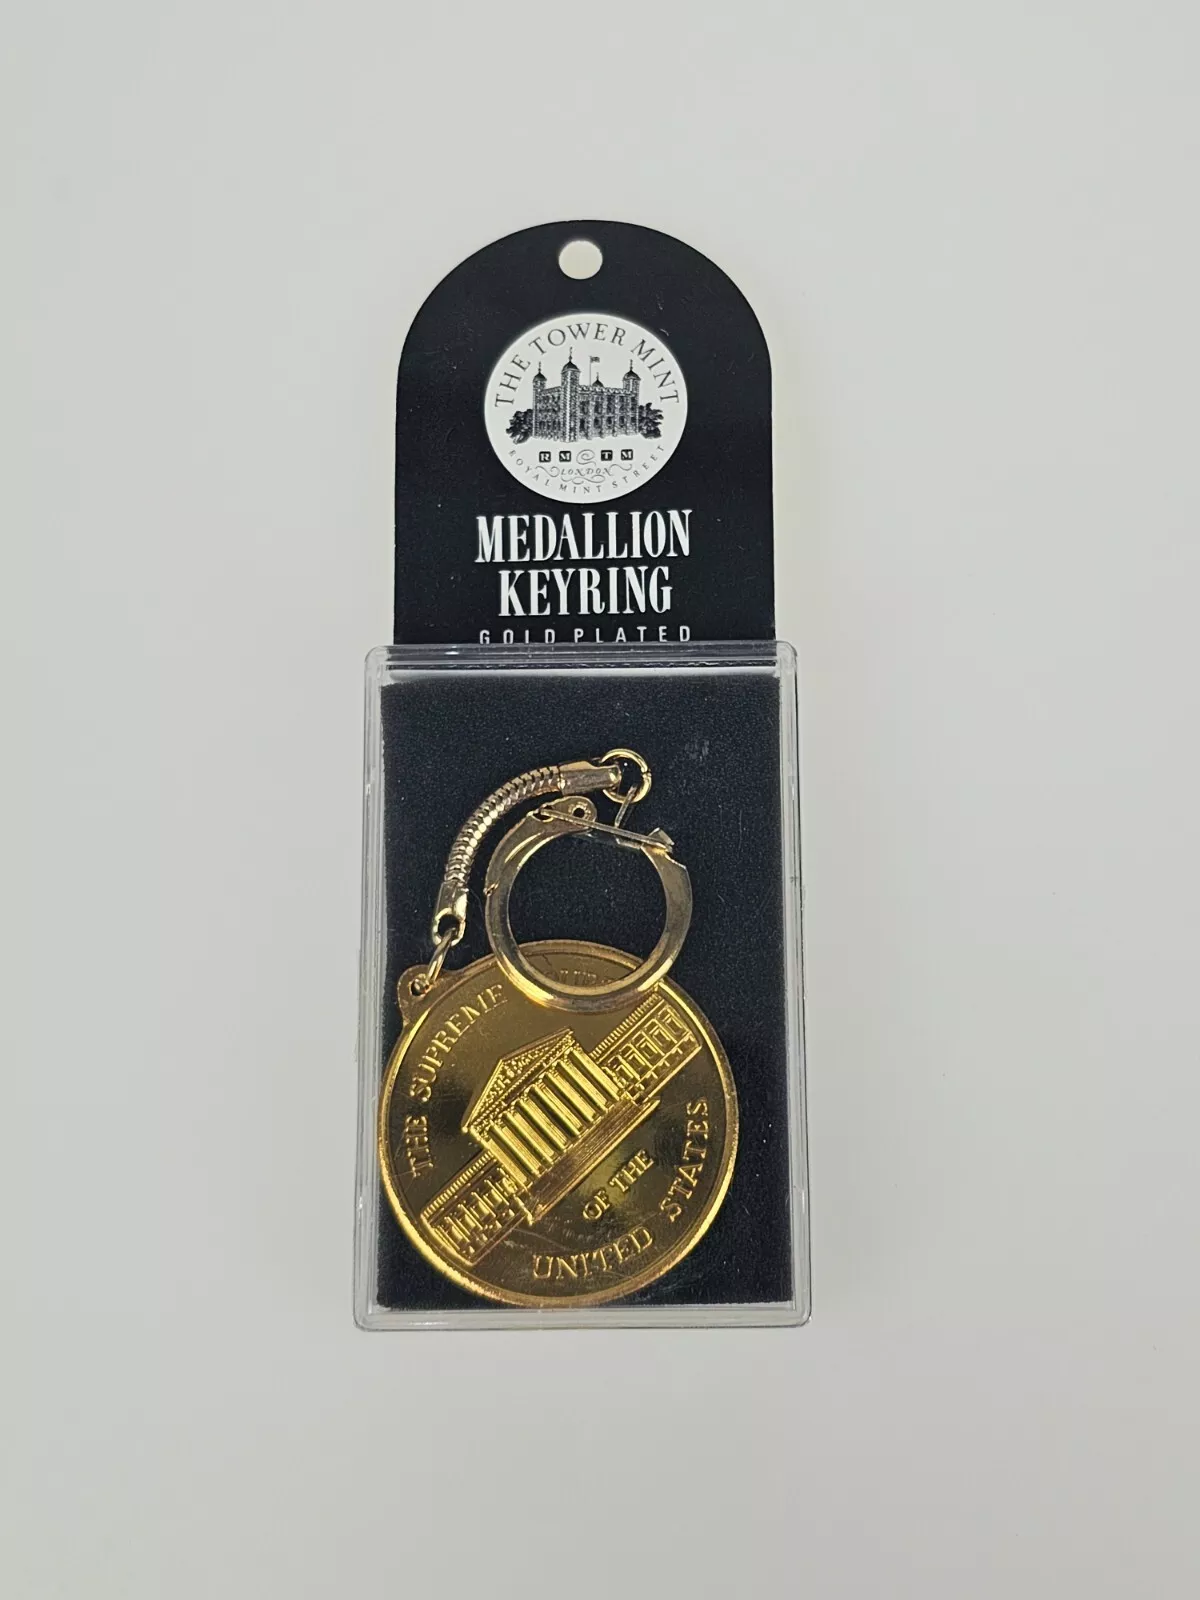 THE TOWER MINT
RM TM
LONDON
ROYAL MINT STREET
MEDALLION
KEYRING
GOLD PLATED
THE SUPREME
OF THE
UNITED STATES